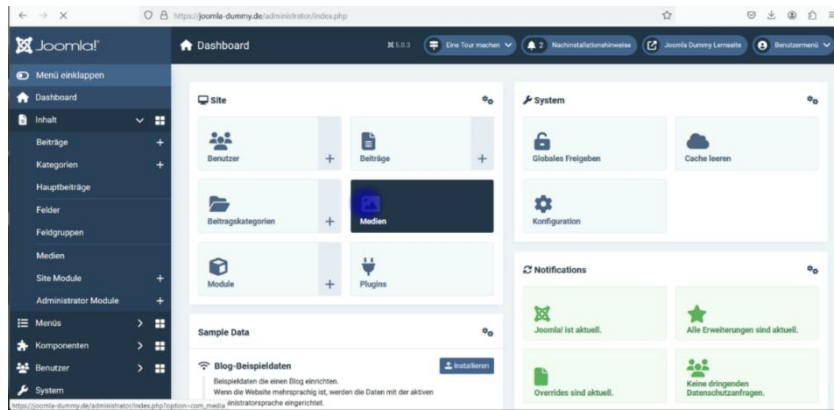 https://joomla-dummy.de/administrator/index.php
Joomla!
Dashboard
5.0.3
Eine Tour machen
2 Nachinstallationshinweise
Joomla Dummy Lernseite
Benutzermenü
Menü einklappen
Dashboard
Inhalt
Beiträge
Kategorien
Hauptbeiträge
Felder
Feldgruppen
Medien
Site Module
Administrator Module
Menüs
Komponenten
Benutzer
System
Site
Benutzer
Beiträge
Beitragskategorien
Medien
Module
Plugins
Sample Data
Blog-Beispieldaten
Installieren
Beispieldaten die einen Blog einrichten.
Wenn die Website mehrsprachig ist, werden die Daten mit der aktiven
inistratorsprache eingerichtet.
System
Globales Freigeben
Cache leeren
Konfiguration
Notifications
Joomla! ist aktuell.
Alle Erweiterungen sind aktuell.
Overrides sind aktuell.
Keine dringenden
Datenschutzanfragen.
https://joomla-dummy.de/administrator/index.php?option=com_media